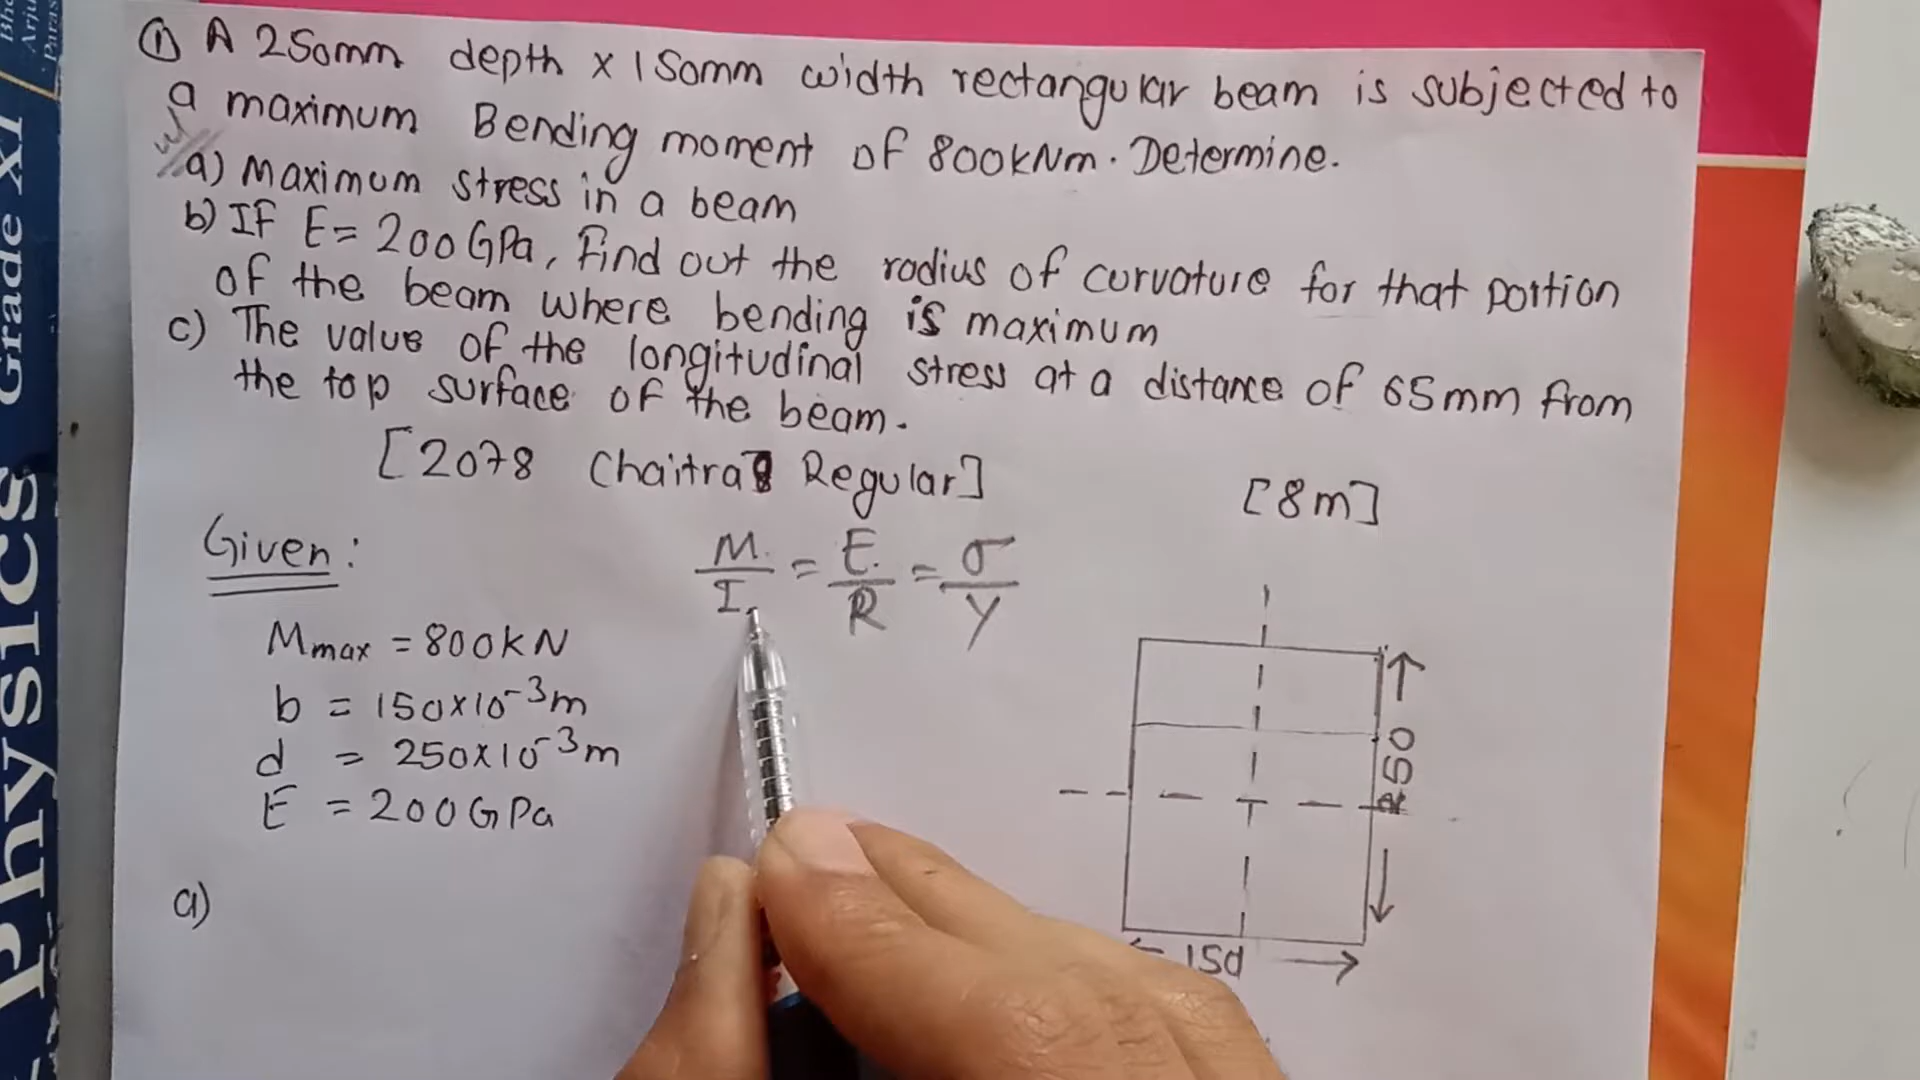 ① A 250mm depth x 150mm width rectangular beam is subjected to
a maximum Bending moment of 800kNm. Determine.
a) Maximum stress in a beam
b) If E= 200GPa, Find out the radius of curvature for that portion
of the beam where bending is maximum
c) The value of the longitudinal stress at a distance of 65mm from
the top surface of the beam.
[2078 Chaitra Regular]
[8m]
Given:
M/I = E/R = σ/Y
Mmax = 800kN
b = 150x10⁻³m
d = 250x10⁻³m
E = 200GPa
a)
250
150
Physics Grade XI